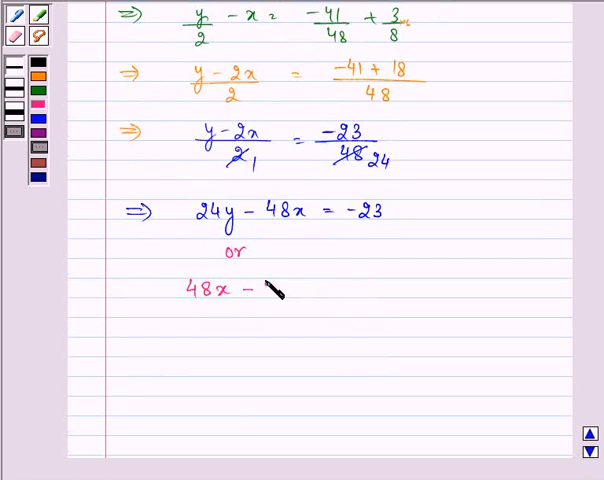 ⇒ y/2 - x = -41/48 + 3/8
⇒ y-2x/2 = -41+18/48
⇒ y-2x/2 1 = -23/48 24
⇒ 24y - 48x = -23
or
48x -